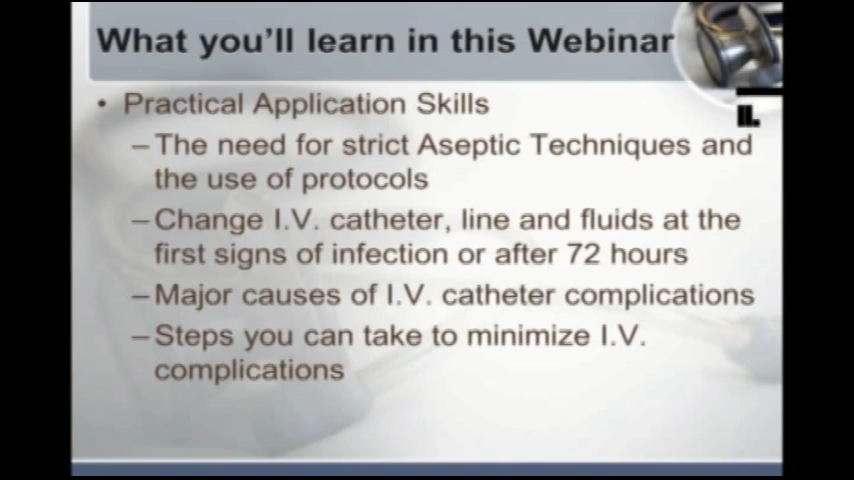 What you'll learn in this Webinar
• Practical Application Skills
– The need for strict Aseptic Techniques and
the use of protocols
– Change I.V. catheter, line and fluids at the
first signs of infection or after 72 hours
– Major causes of I.V. catheter complications
– Steps you can take to minimize I.V.
complications